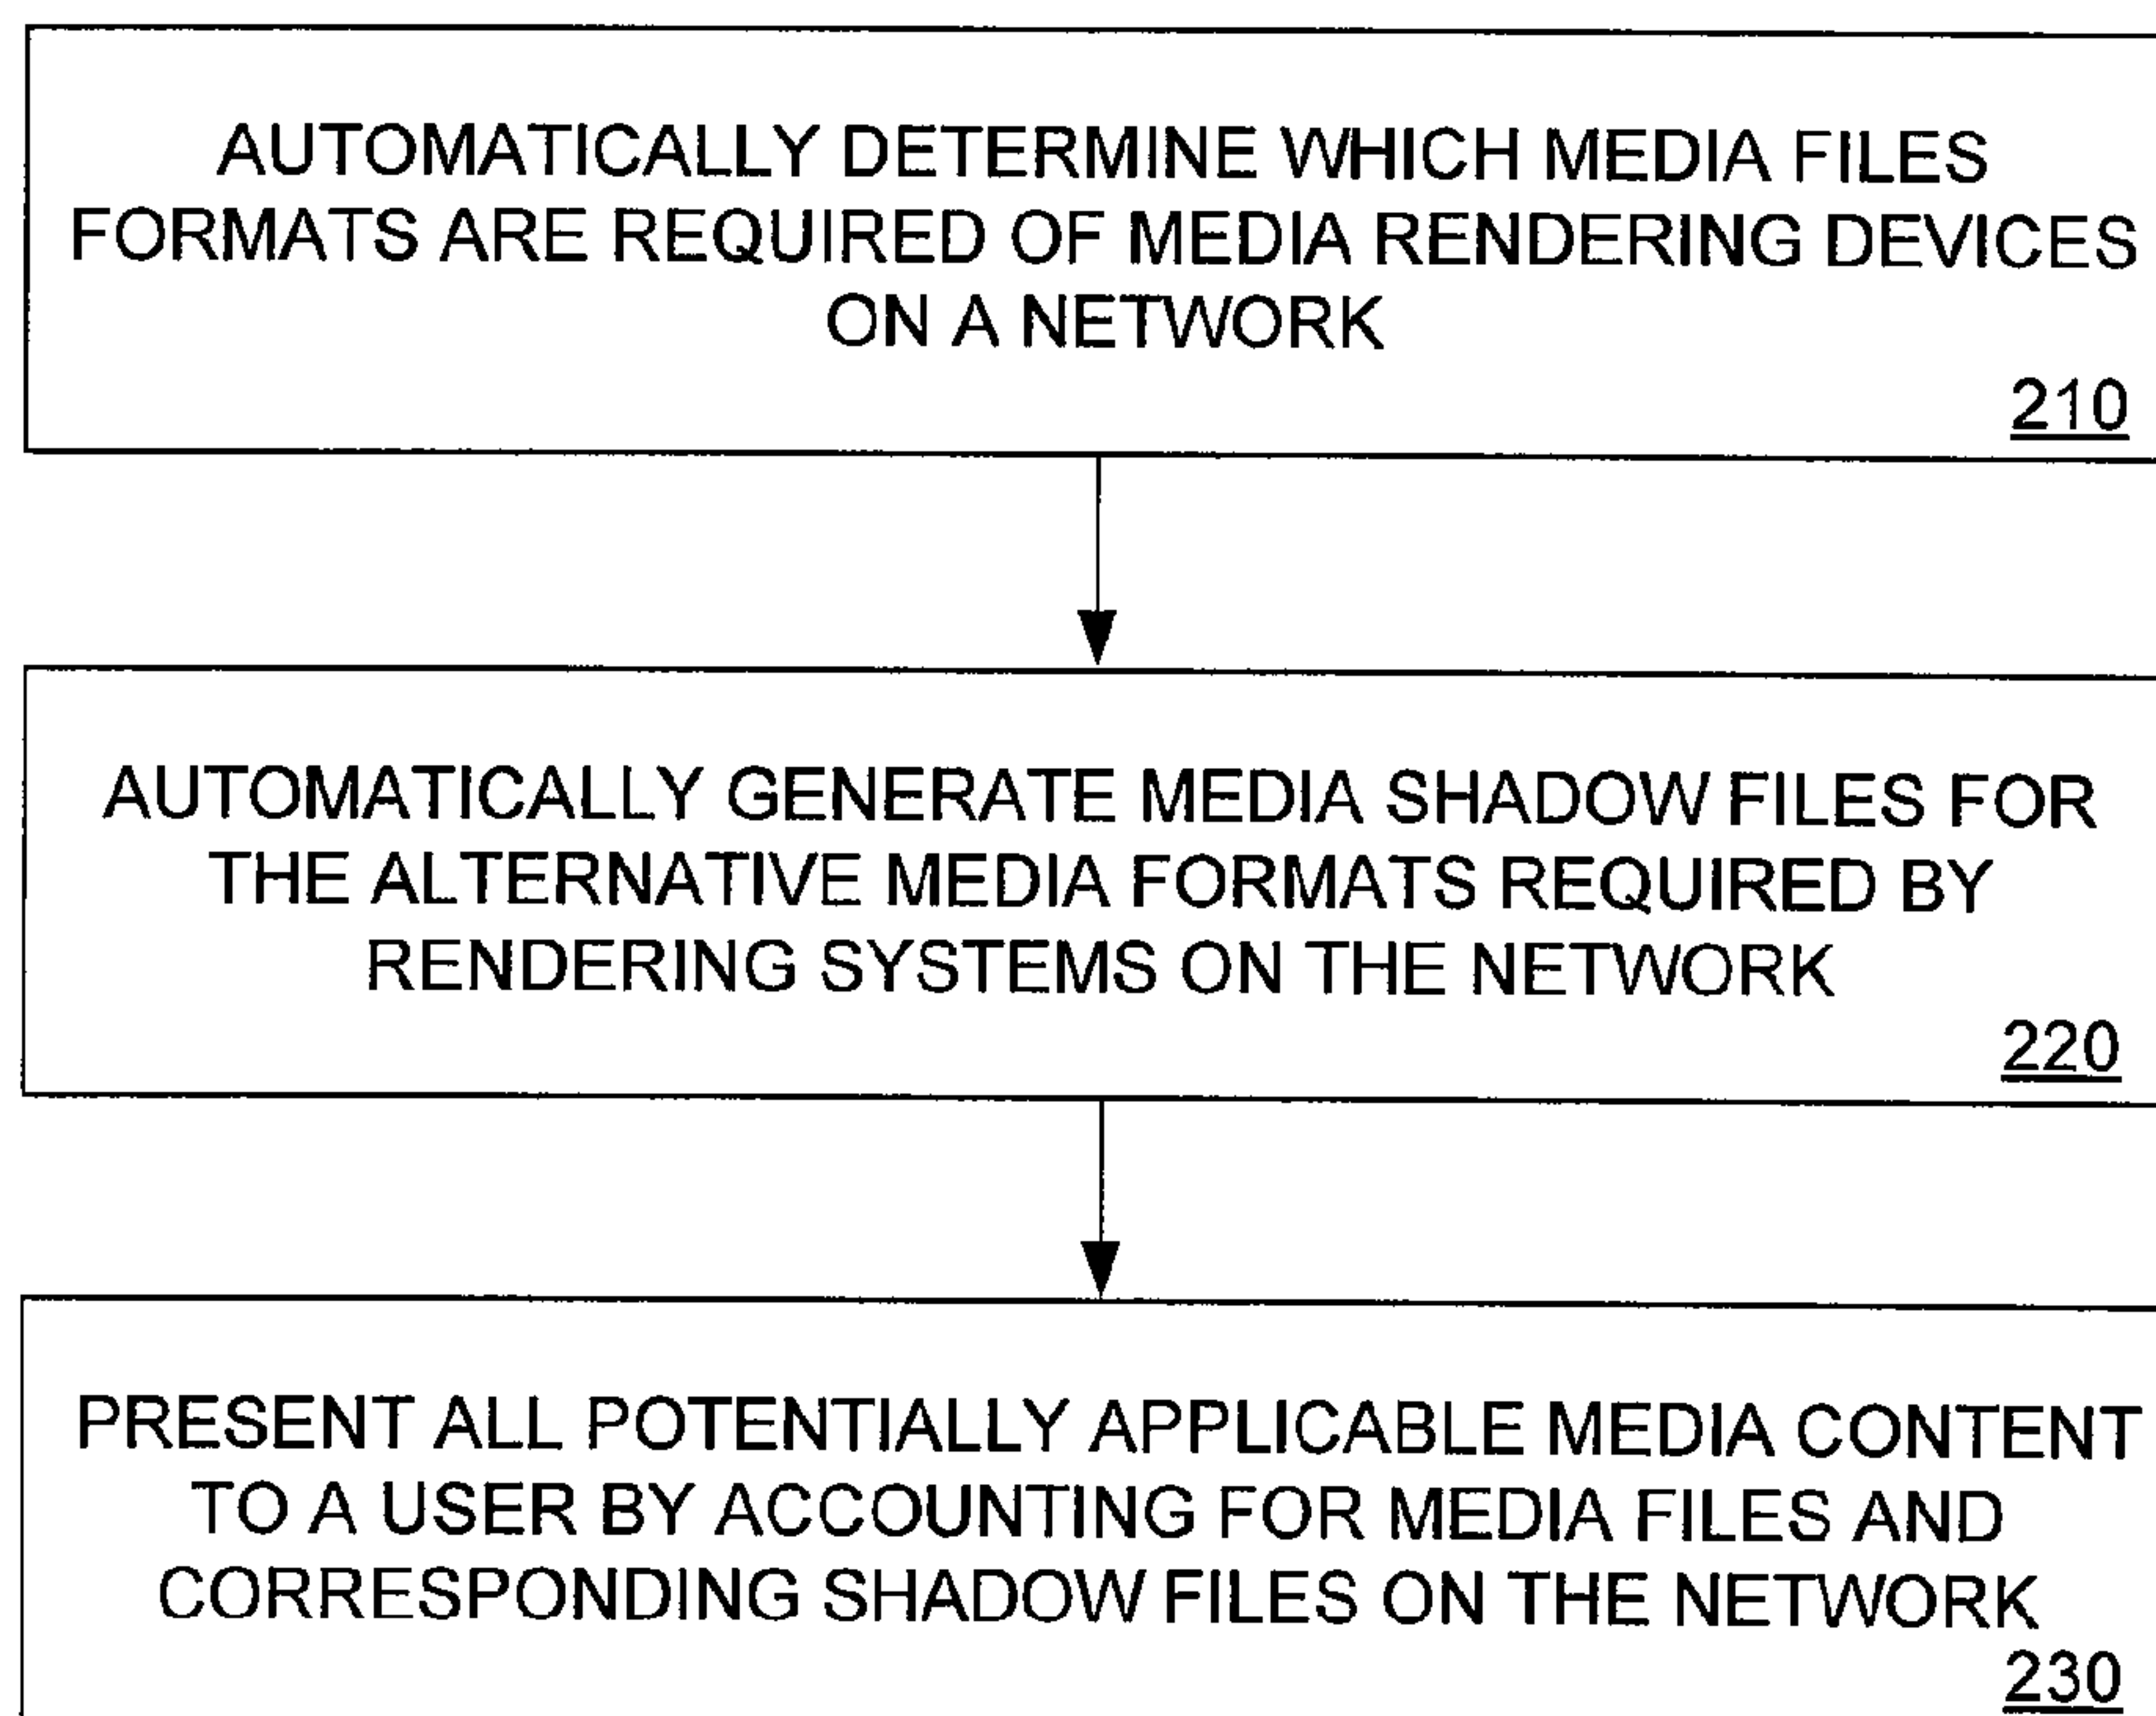 AUTOMATICALLY DETERMINE WHICH MEDIA FILES
FORMATS ARE REQUIRED OF MEDIA RENDERING DEVICES
ON A NETWORK
210
AUTOMATICALLY GENERATE MEDIA SHADOW FILES FOR
THE ALTERNATIVE MEDIA FORMATS REQUIRED BY
RENDERING SYSTEMS ON THE NETWORK
220
PRESENT ALL POTENTIALLY APPLICABLE MEDIA CONTENT
TO A USER BY ACCOUNTING FOR MEDIA FILES AND
CORRESPONDING SHADOW FILES ON THE NETWORK
230